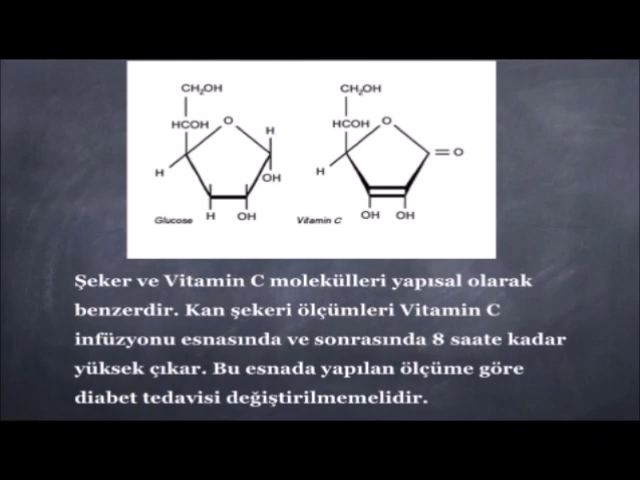 CH₂OH
HCOH
O
H
H
OH
H
OH
Glucose
CH₂OH
HCOH
O
=O
H
OH
OH
Vitamin C
Şeker ve Vitamin C molekülleri yapısal olarak
benzerdir. Kan şekeri ölçümleri Vitamin C
infüzyonu esnasında ve sonrasında 8 saate kadar
yüksek çıkar. Bu esnada yapılan ölçüme göre
diabet tedavisi değiştirilmemelidir.